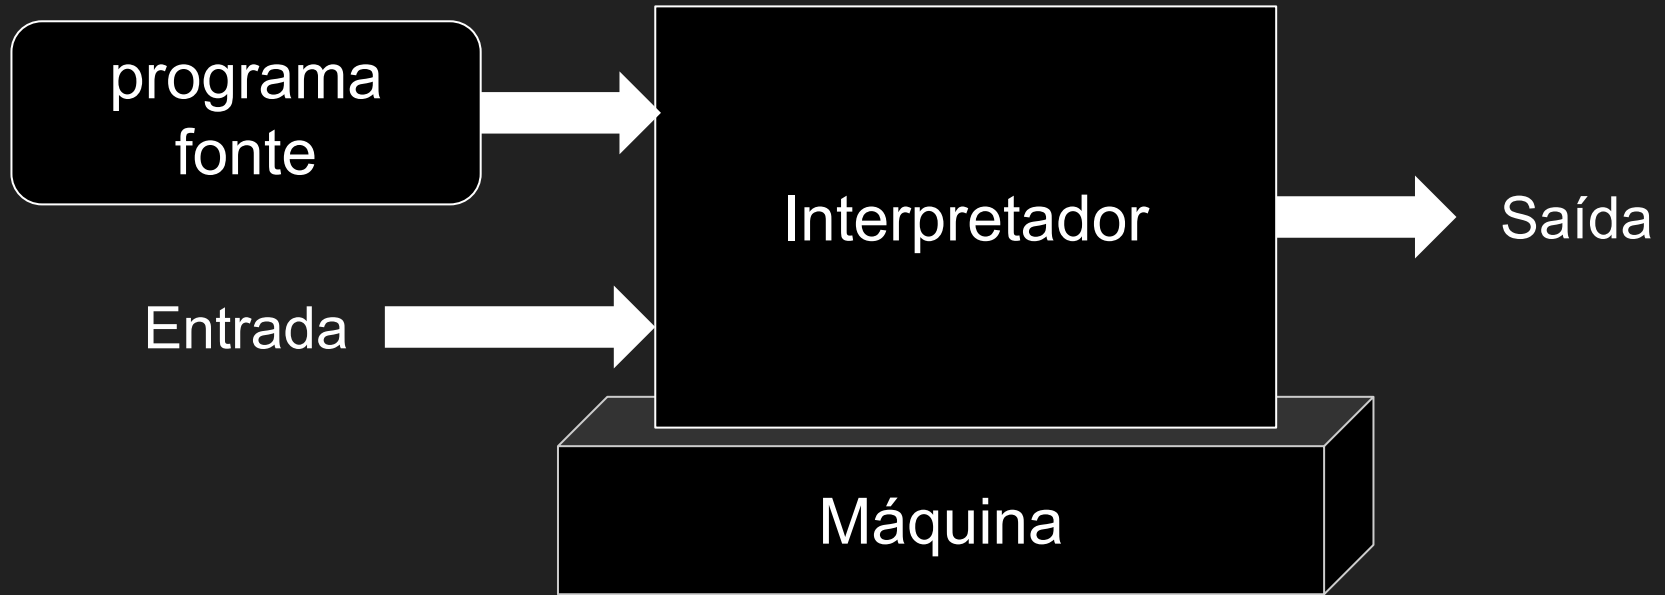 programa
fonte
Interpretador
Saída
Entrada
Máquina